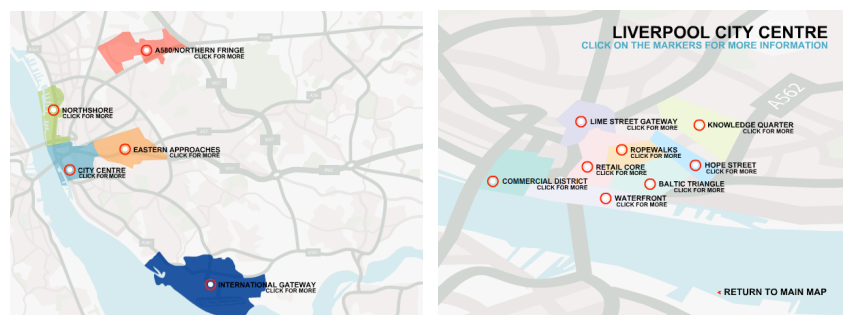 A580/NORTHERN FRINGE
CLICK FOR MORE
NORTHSHORE
CLICK FOR MORE
EASTERN APPROACHES
CLICK FOR MORE
CITY CENTRE
CLICK FOR MORE
INTERNATIONAL GATEWAY
CLICK FOR MORE
LIVERPOOL CITY CENTRE
CLICK ON THE MARKERS FOR MORE INFORMATION
A562
LIME STREET GATEWAY
CLICK FOR MORE
KNOWLEDGE QUARTER
CLICK FOR MORE
ROPEWALKS
CLICK FOR MORE
RETAIL CORE
CLICK FOR MORE
HOPE STREET
CLICK FOR MORE
COMMERCIAL DISTRICT
CLICK FOR MORE
BALTIC TRIANGLE
CLICK FOR MORE
WATERFRONT
CLICK FOR MORE
RETURN TO MAIN MAP